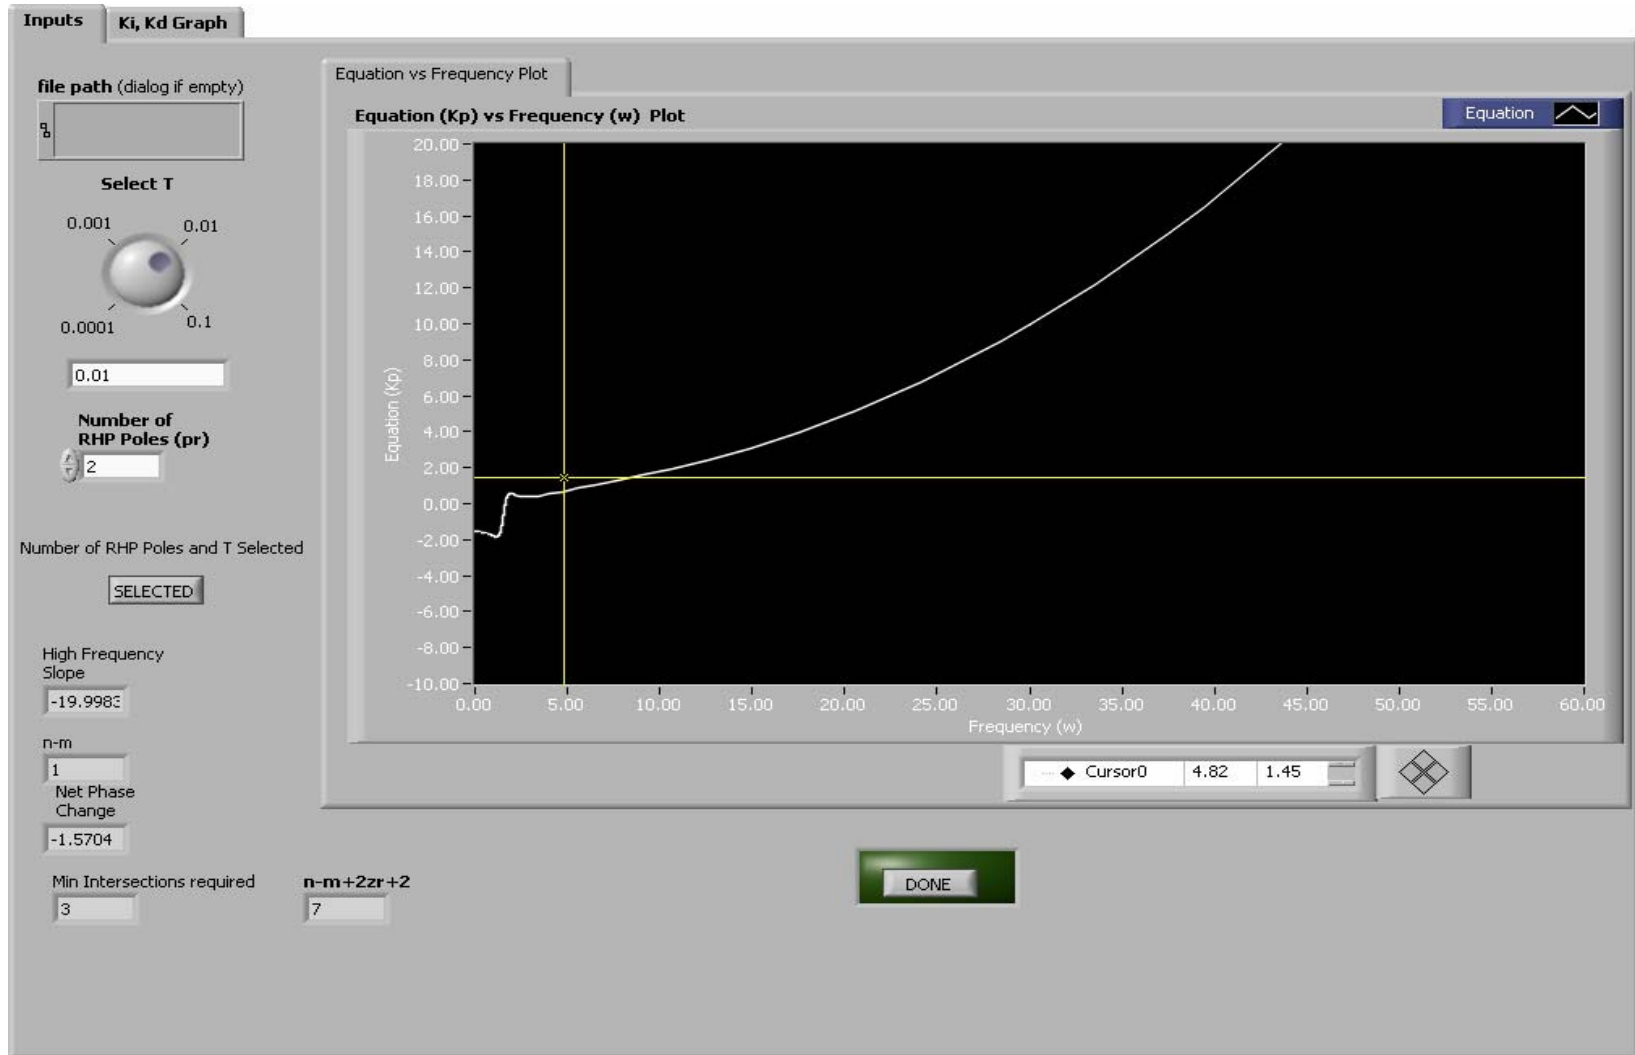 Inputs
Ki, Kd Graph
file path (dialog if empty)
Select T
0.001
0.01
0.0001
0.1
0.01
Number of
RHP Poles (pr)
2
Number of RHP Poles and T Selected
SELECTED
High Frequency
Slope
-19.9983
n-m
1
Net Phase
Change
-1.5704
Min Intersections required
3
n-m+2zr+2
7
Equation vs Frequency Plot
Equation (Kp) vs Frequency (w) Plot
Equation
20.00
18.00
16.00
14.00
12.00
10.00
8.00
6.00
4.00
2.00
0.00
-2.00
-4.00
-6.00
-8.00
-10.00
Equation (Kp)
0.00 5.00 10.00 15.00 20.00 25.00 30.00 35.00 40.00 45.00 50.00 55.00 60.00
Frequency (w)
Cursor0 4.82 1.45
DONE